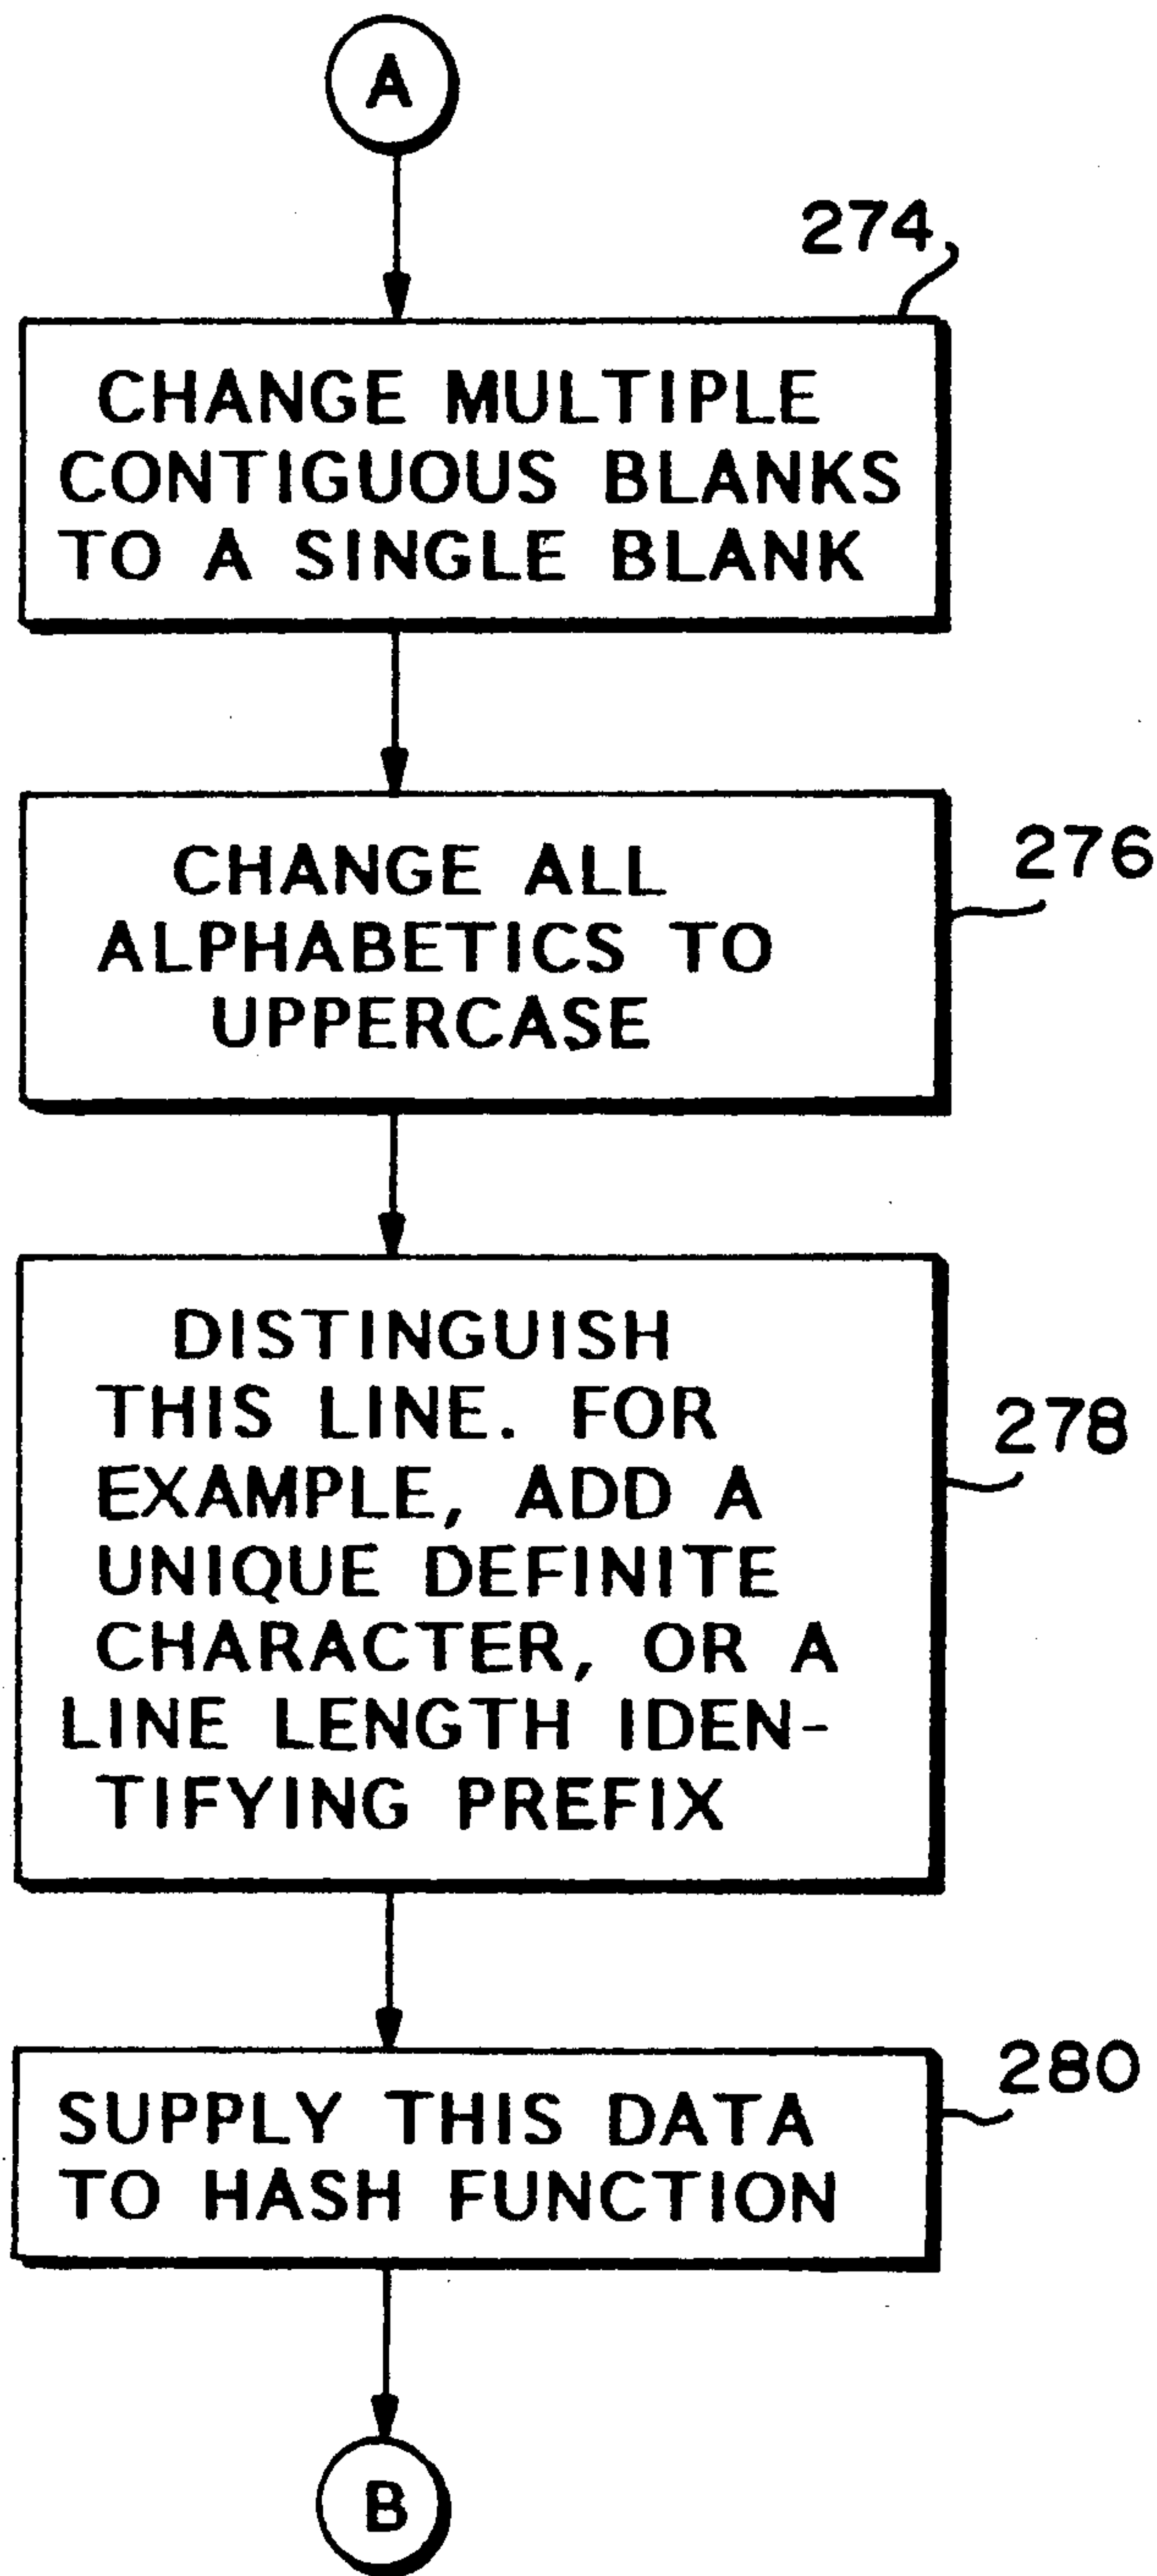 A
274
CHANGE MULTIPLE
CONTIGUOUS BLANKS
TO A SINGLE BLANK
276
CHANGE ALL
ALPHABETICS TO
UPPERCASE
278
DISTINGUISH
THIS LINE. FOR
EXAMPLE, ADD A
UNIQUE DEFINITE
CHARACTER, OR A
LINE LENGTH IDEN-
TIFYING PREFIX
280
SUPPLY THIS DATA
TO HASH FUNCTION
B